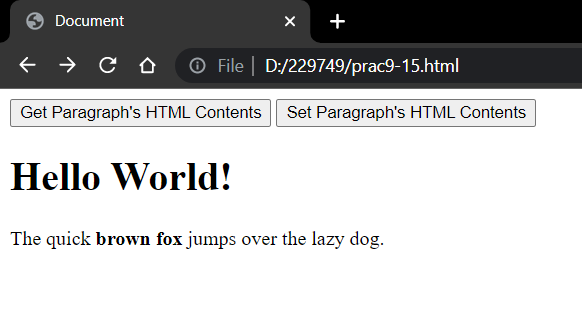 Document
File D:/229749/prac9-15.html
Get Paragraph's HTML Contents Set Paragraph's HTML Contents
Hello World!
The quick brown fox jumps over the lazy dog.